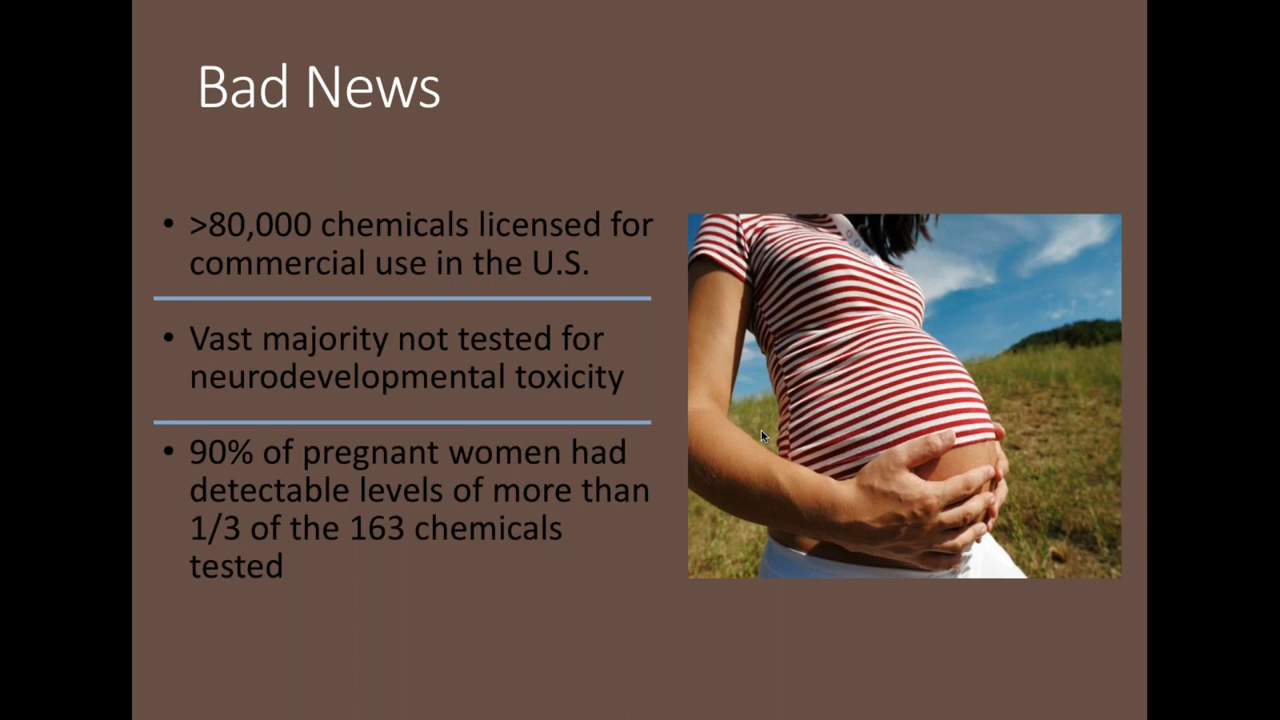 Bad News
• >80,000 chemicals licensed for
commercial use in the U.S.
• Vast majority not tested for
neurodevelopmental toxicity
• 90% of pregnant women had
detectable levels of more than
1/3 of the 163 chemicals
tested